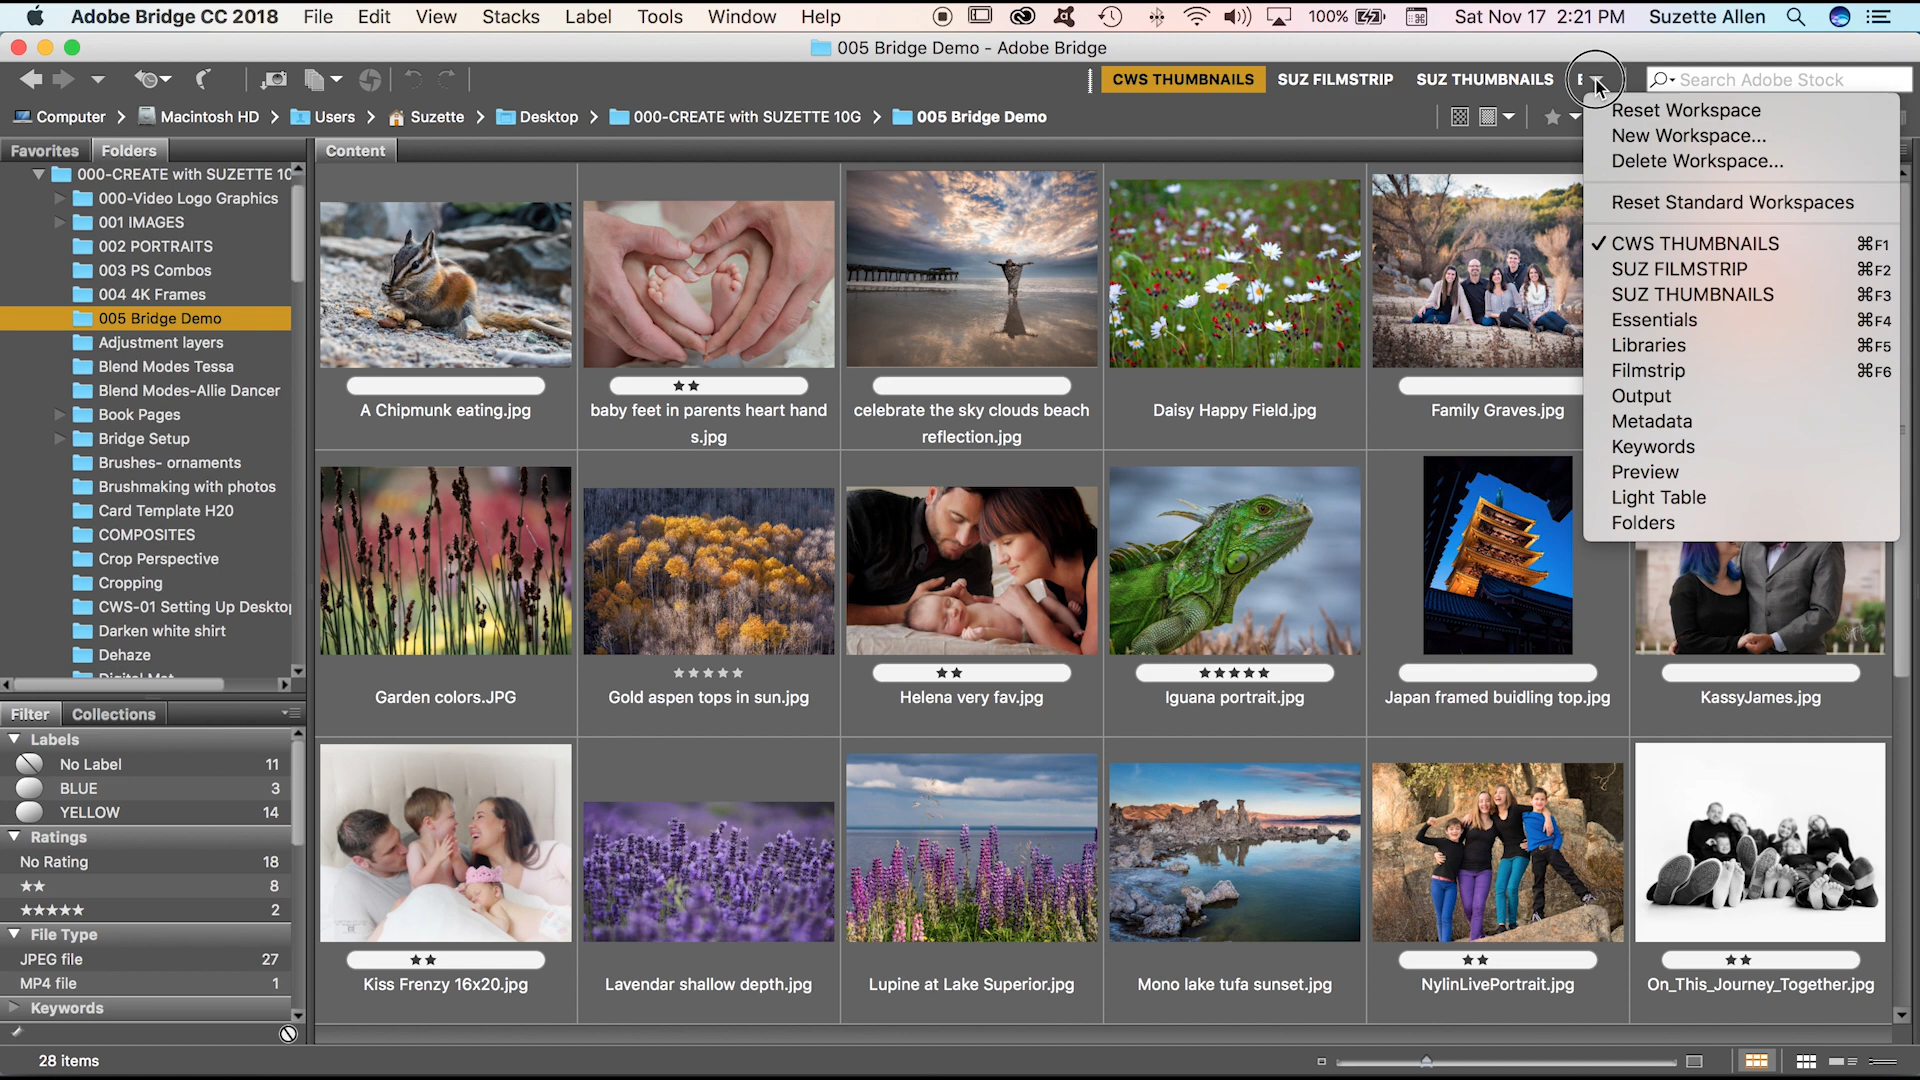 Adobe Bridge CC 2018 File Edit View Stacks Label Tools Window Help 100% Sat Nov 17 2:21 PM Suzette Allen
005 Bridge Demo - Adobe Bridge
CWS THUMBNAILS SUZ FILMSTRIP SUZ THUMBNAILS E Search Adobe Stock
Computer Macintosh HD Users Suzette Desktop 000-CREATE with SUZETTE 10G 005 Bridge Demo
Favorites Folders
000-CREATE with SUZETTE 10
000-Video Logo Graphics
001 IMAGES
002 PORTRAITS
003 PS Combos
004 4K Frames
005 Bridge Demo
Adjustment layers
Blend Modes Tessa
Blend Modes-Allie Dancer
Book Pages
Bridge Setup
Brushes- ornaments
Brushmaking with photos
Card Template H20
COMPOSITES
Crop Perspective
Cropping
CWS-01 Setting Up Deskto
Darken white shirt
Dehaze
Digital Mat
Filter Collections
Labels
No Label 11
BLUE 3
YELLOW 14
Ratings
No Rating 18
★★ 8
★★★★★ 2
File Type
JPEG file 27
MP4 file 1
Keywords
28 items
Content
A Chipmunk eating.jpg
★★
baby feet in parents heart hand
s.jpg
celebrate the sky clouds beach
reflection.jpg
Daisy Happy Field.jpg
Family Graves.jpg
Garden colors.JPG
★★★★★
Gold aspen tops in sun.jpg
★★
Helena very fav.jpg
★★★★★
Iguana portrait.jpg
Japan framed buidling top.jpg
KassyJames.jpg
★★
Kiss Frenzy 16x20.jpg
Lavendar shallow depth.jpg
Lupine at Lake Superior.jpg
Mono lake tufa sunset.jpg
★★
NylinLivePortrait.jpg
★★
On_This_Journey_Together.jpg
Reset Workspace
New Workspace...
Delete Workspace...
Reset Standard Workspaces
✓ CWS THUMBNAILS ⌘F1
SUZ FILMSTRIP ⌘F2
SUZ THUMBNAILS ⌘F3
Essentials ⌘F4
Libraries ⌘F5
Filmstrip ⌘F6
Output
Metadata
Keywords
Preview
Light Table
Folders